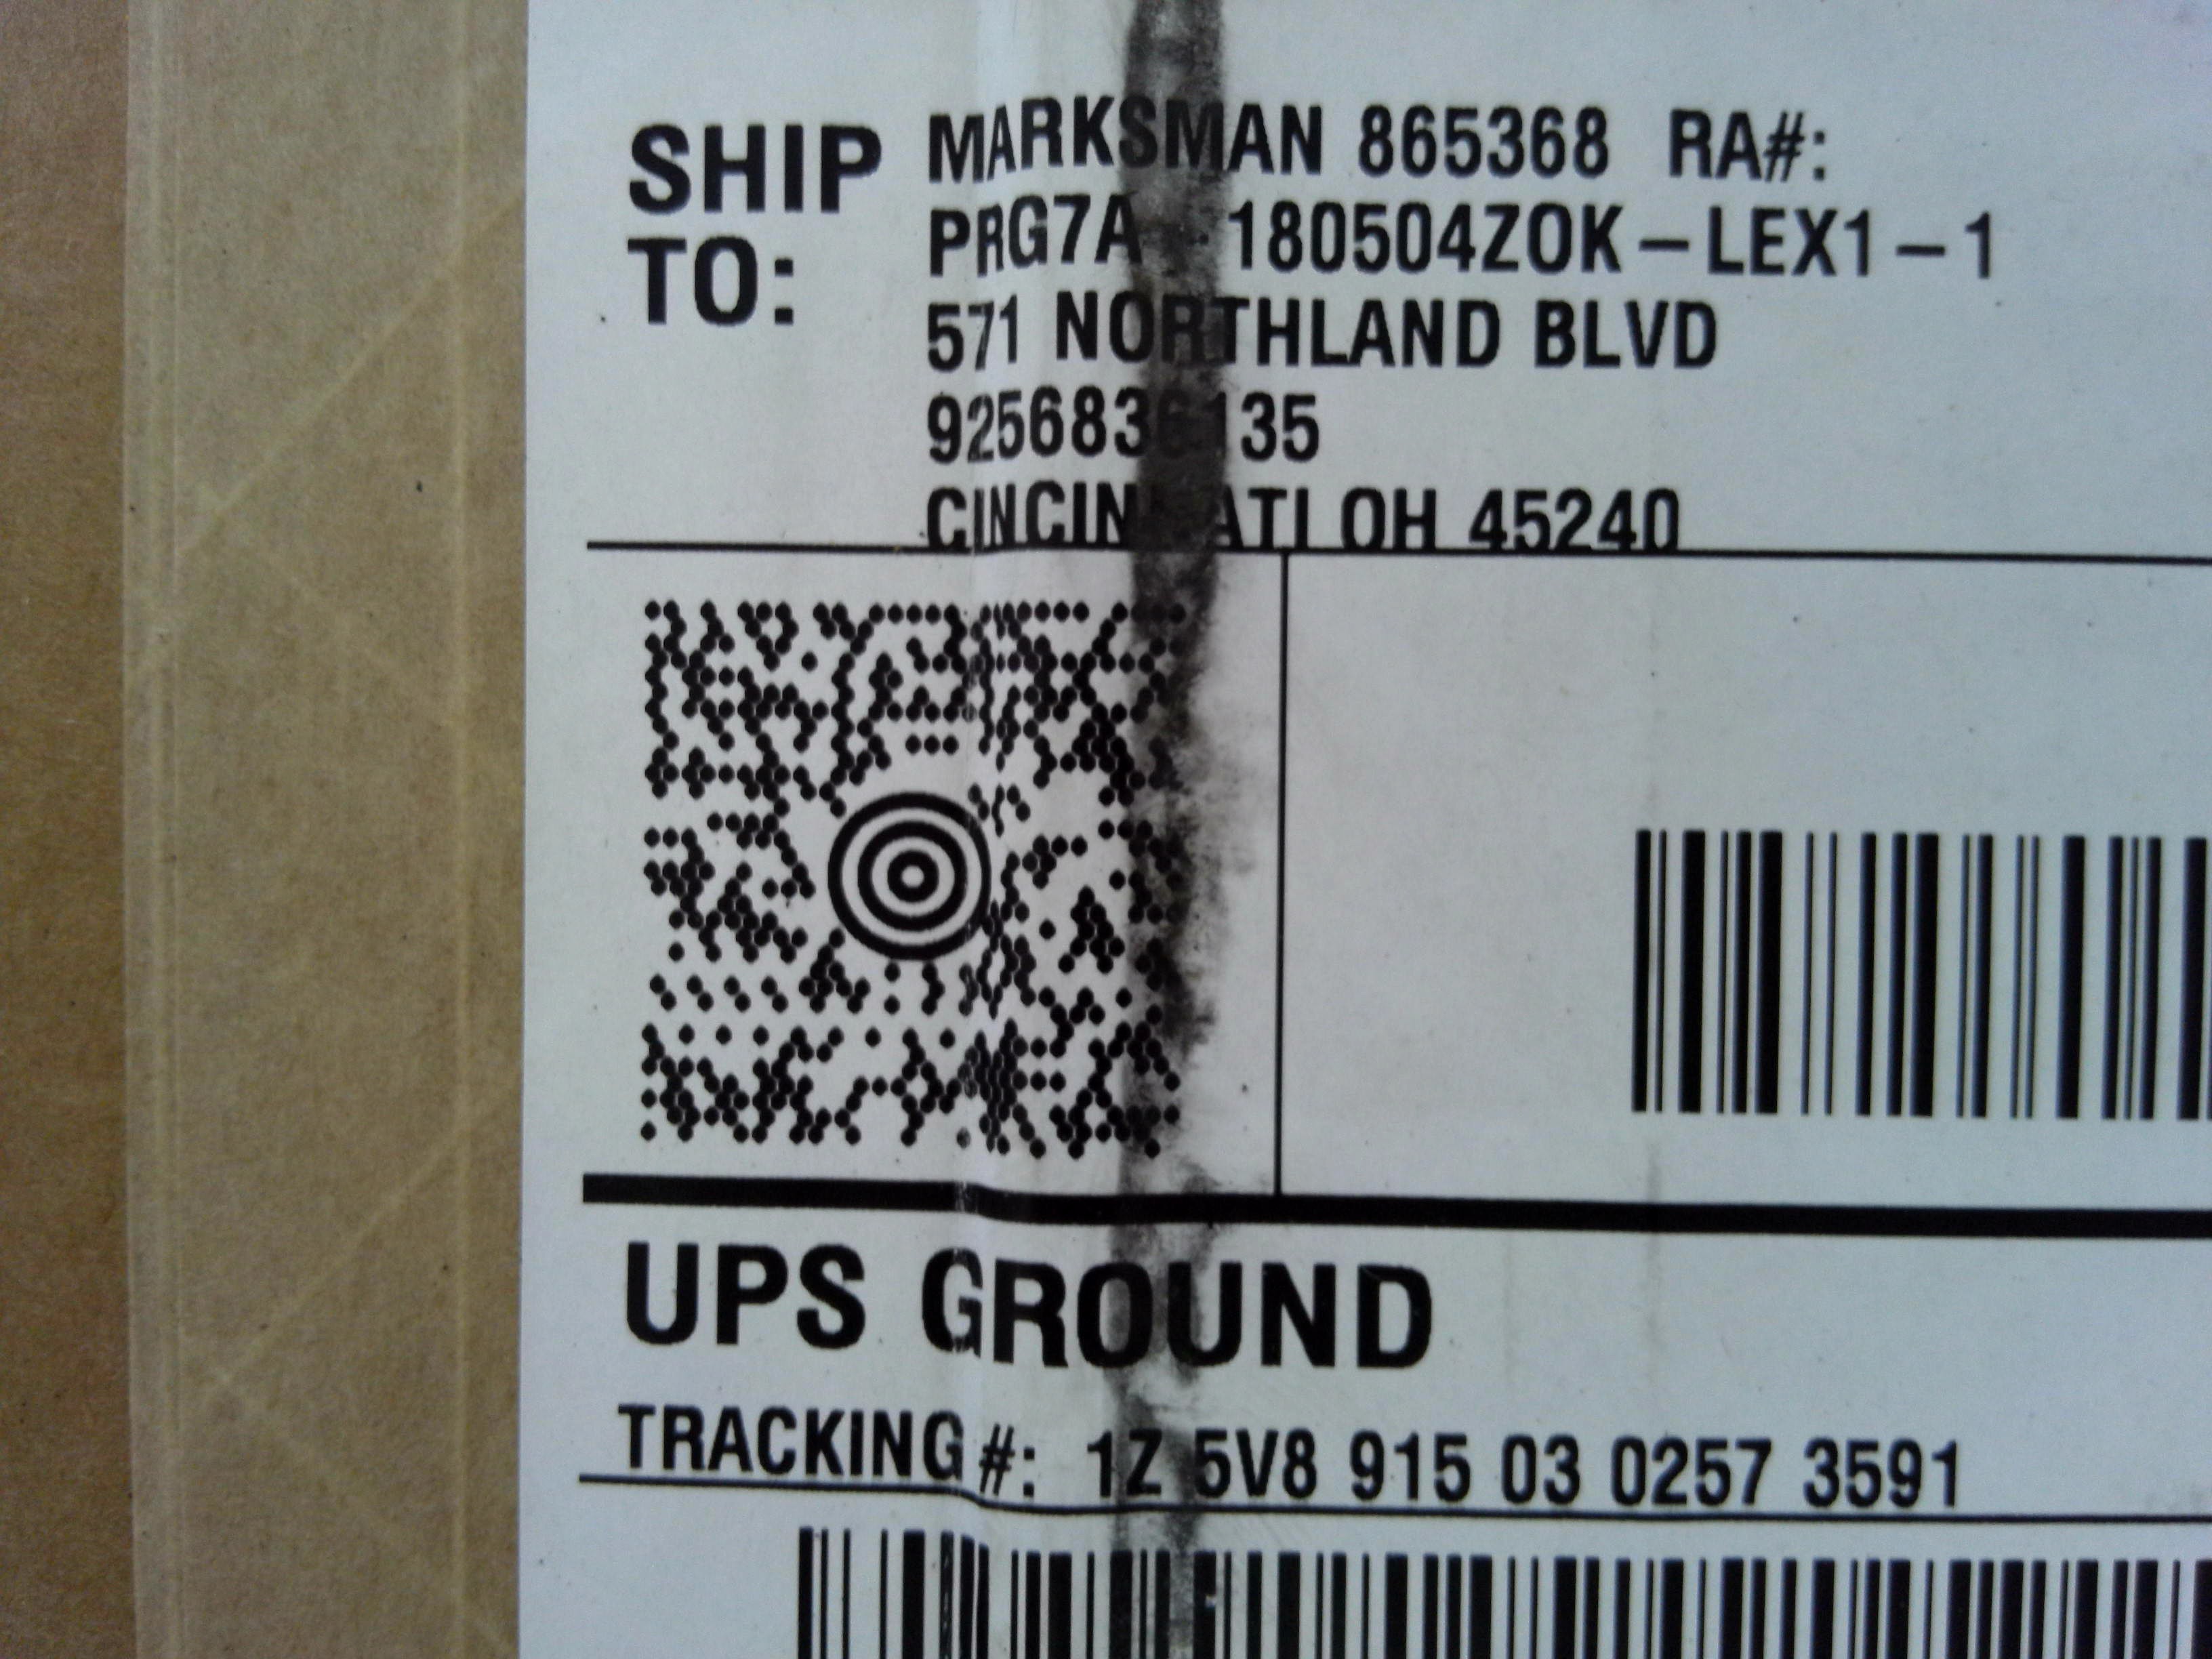 SHIP TO:
MARKSMAN 865368 RA#:
PRG7A 180504ZOK-LEX1-1
571 NORTHLAND BLVD
CINCINNATI OH 45240
UPS GROUND
TRACKING #: 1Z 5V8 915 03 0257 3591